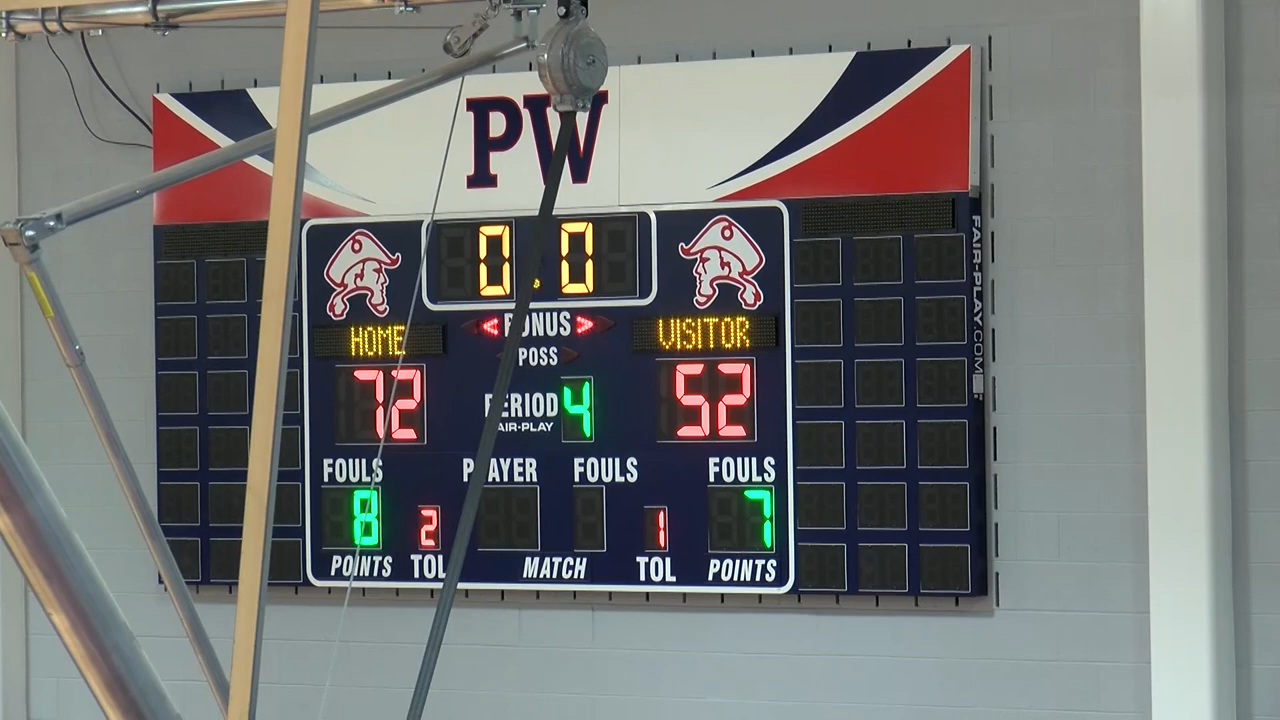 PW
0.0
< BONUS >
HOME VISITOR
POSS
72 PERIOD 4 52
FAIR-PLAY
FOULS PLAYER FOULS FOULS
8 2 1 7
POINTS TOL MATCH TOL POINTS
FAIR-PLAY.COM